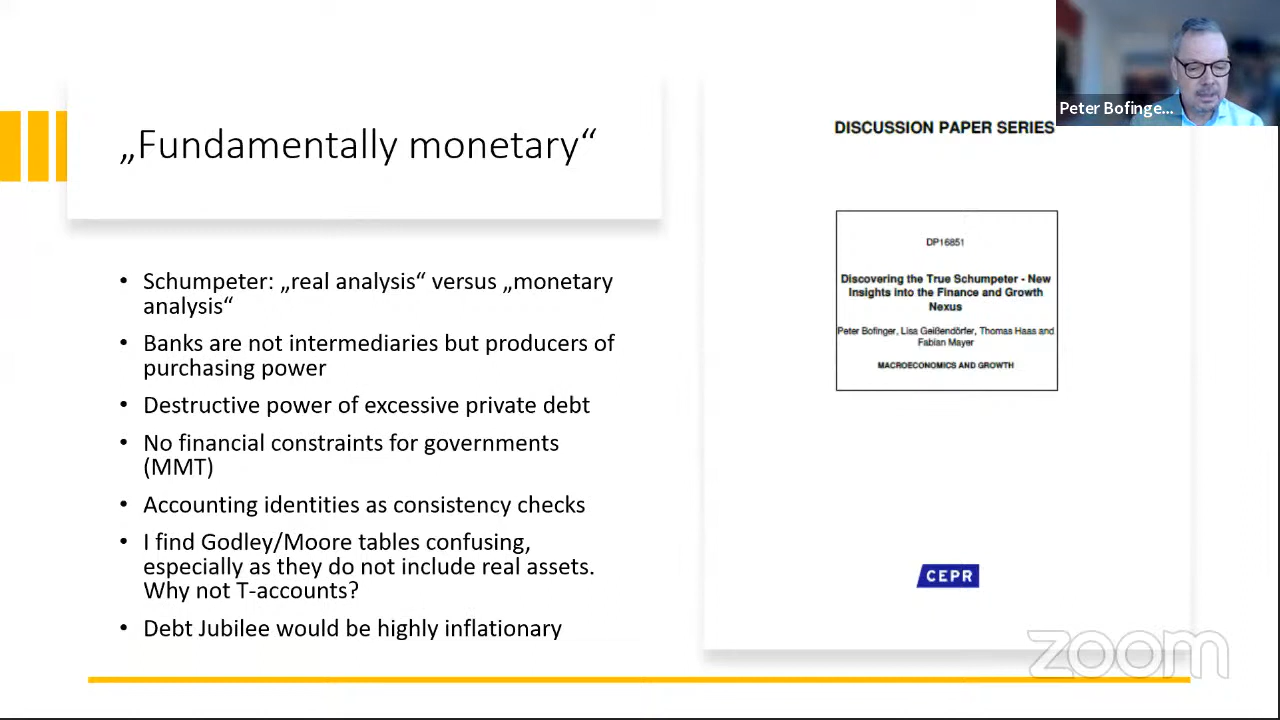 „Fundamentally monetary“
• Schumpeter: „real analysis“ versus „monetary
analysis“
• Banks are not intermediaries but producers of
purchasing power
• Destructive power of excessive private debt
• No financial constraints for governments
(MMT)
• Accounting identities as consistency checks
• I find Godley/Moore tables confusing,
especially as they do not include real assets.
Why not T-accounts?
• Debt Jubilee would be highly inflationary
Peter Bofinge...
DISCUSSION PAPER SERIES
DP16851
Discovering the True Schumpeter - New
Insights into the Finance and Growth
Nexus
Peter Bofinger, Lisa Geißendörfer, Thomas Haas and
Fabian Mayer
MACROECONOMICS AND GROWTH
CEPR
zoom